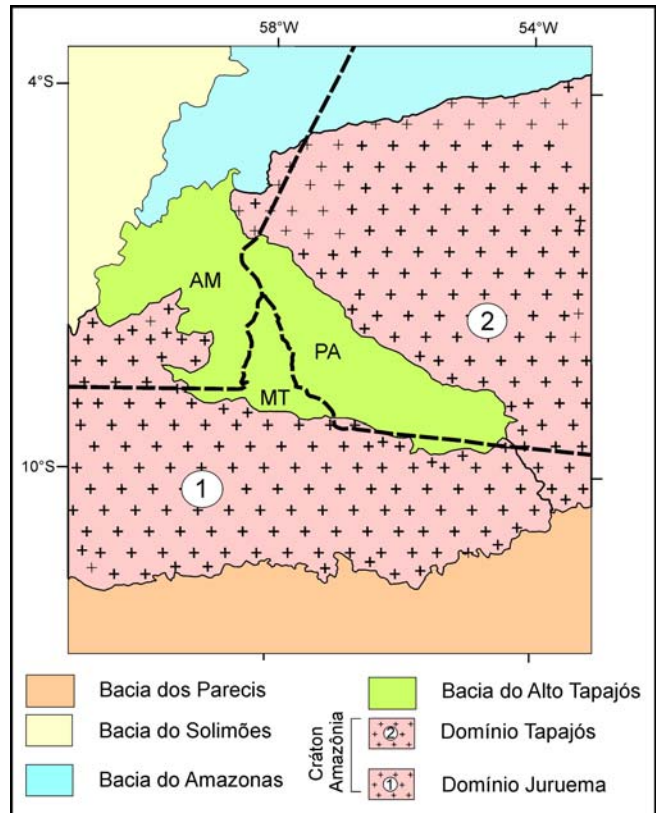 58°W 54°W
4°S
AM
2
PA
MT
10°S
1
Bacia dos Parecis
Bacia do Solimões
Bacia do Amazonas
Bacia do Alto Tapajós
Cráton
Amazônia
2 Domínio Tapajós
1 Domínio Juruema